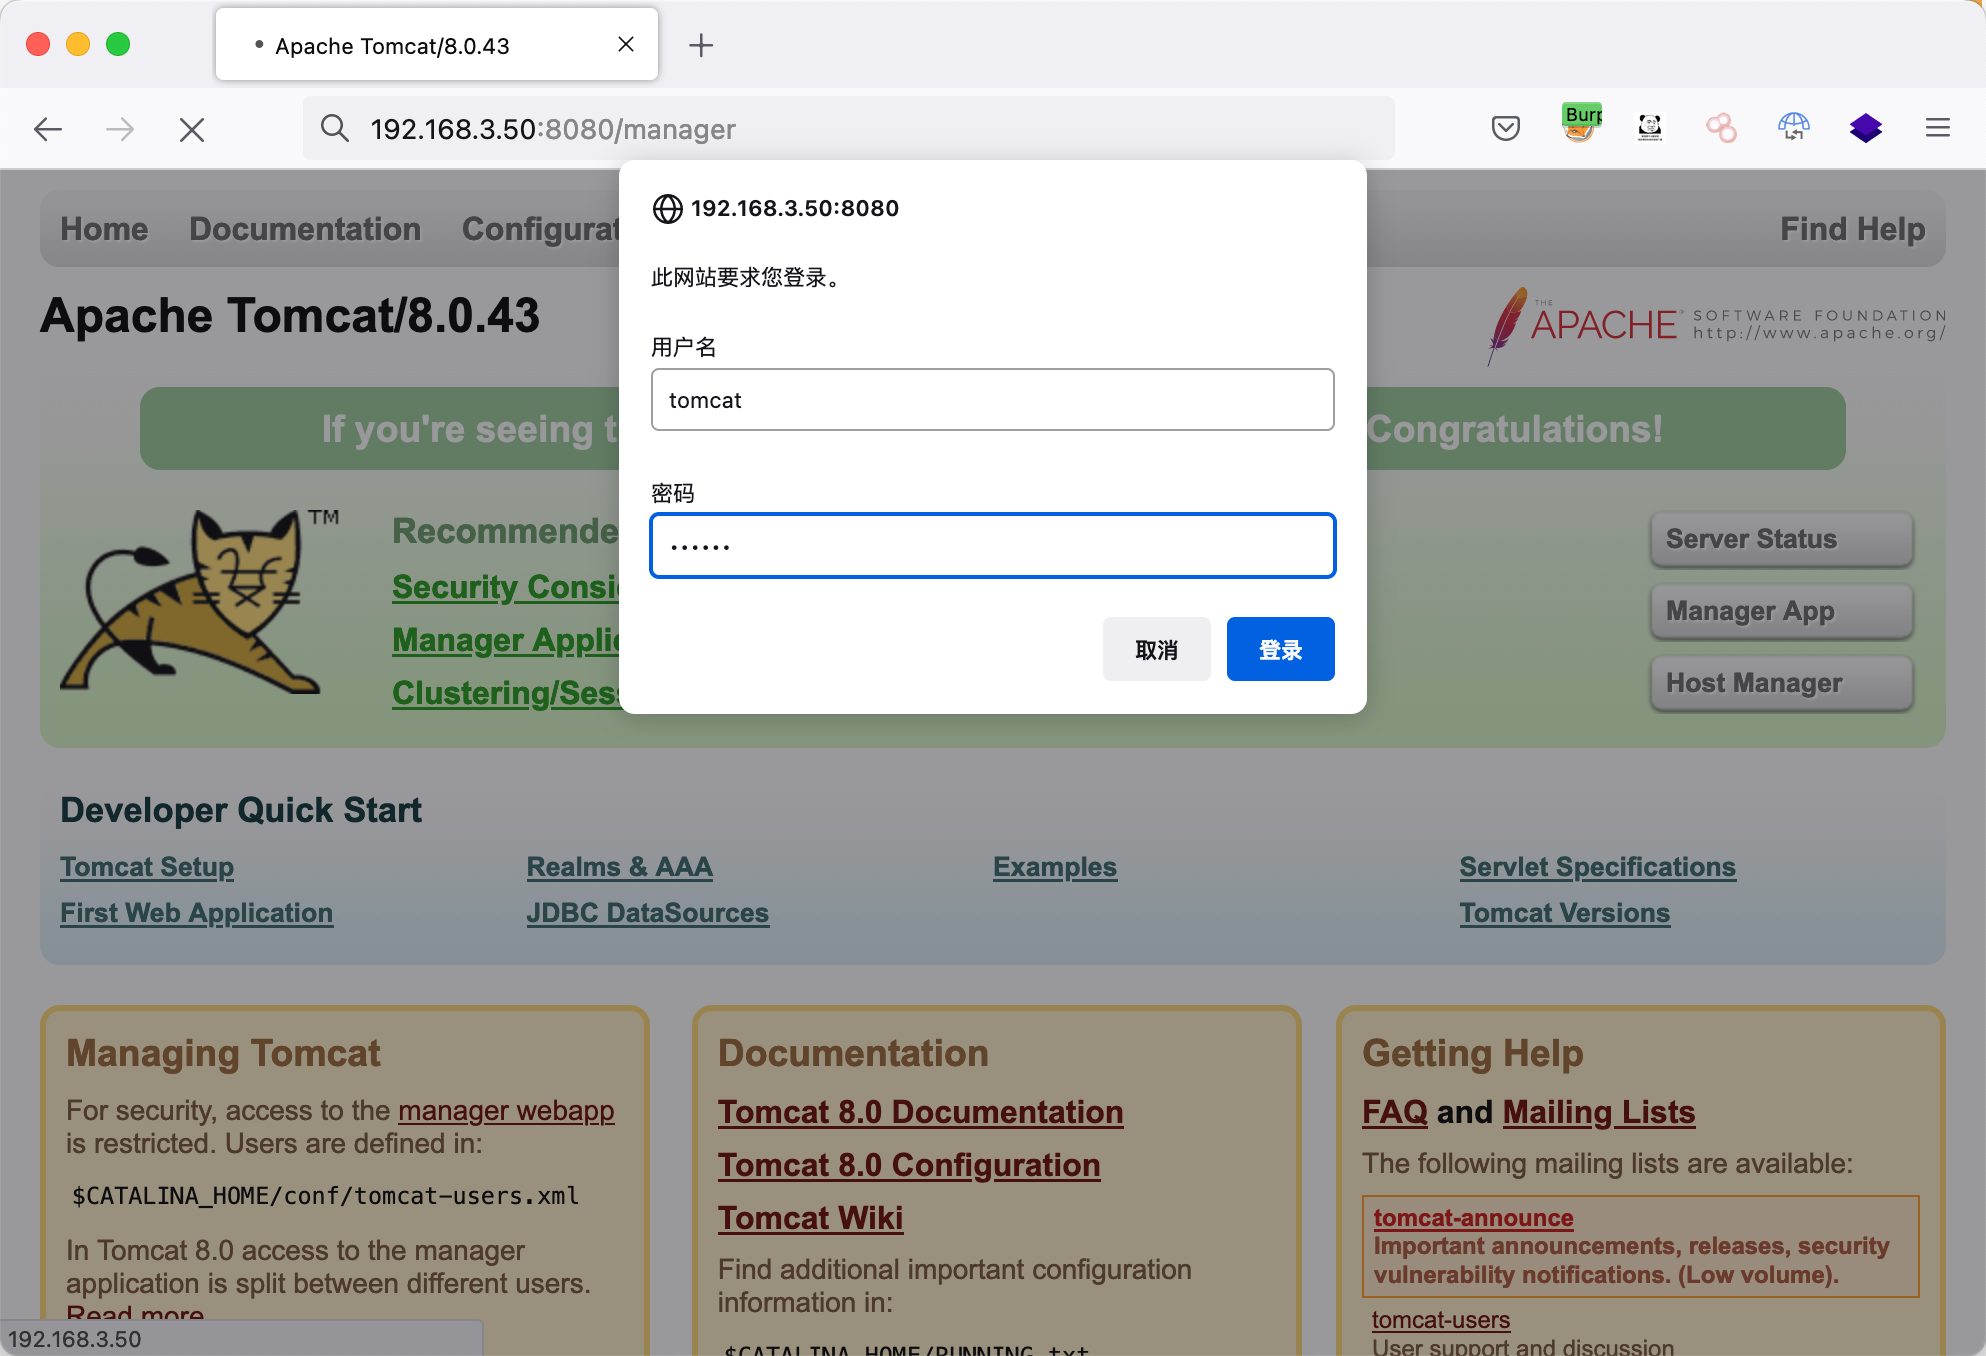 Apache Tomcat/8.0.43
192.168.3.50:8080/manager
Burp
192.168.3.50:8080
此网站要求您登录。
用户名
tomcat
密码
••••••
取消
登录
Home Documentation Configurat Find Help
Apache Tomcat/8.0.43
THE APACHE® SOFTWARE FOUNDATION
http://www.apache.org/
If you're seeing t Congratulations!
TM
Recommende
Security Consi
Manager Applic
Clustering/Sess
Server Status
Manager App
Host Manager
Developer Quick Start
Tomcat Setup
First Web Application
Realms & AAA
JDBC DataSources
Examples
Servlet Specifications
Tomcat Versions
Managing Tomcat
For security, access to the manager webapp
is restricted. Users are defined in:
$CATALINA_HOME/conf/tomcat-users.xml
In Tomcat 8.0 access to the manager
application is split between different users.
Read more
192.168.3.50
Documentation
Tomcat 8.0 Documentation
Tomcat 8.0 Configuration
Tomcat Wiki
Find additional important configuration
information in:
$CATALINA_HOME/RUNNING.txt
Getting Help
FAQ and Mailing Lists
The following mailing lists are available:
tomcat-announce
Important announcements, releases, security
vulnerability notifications. (Low volume).
tomcat-users
User support and discussion